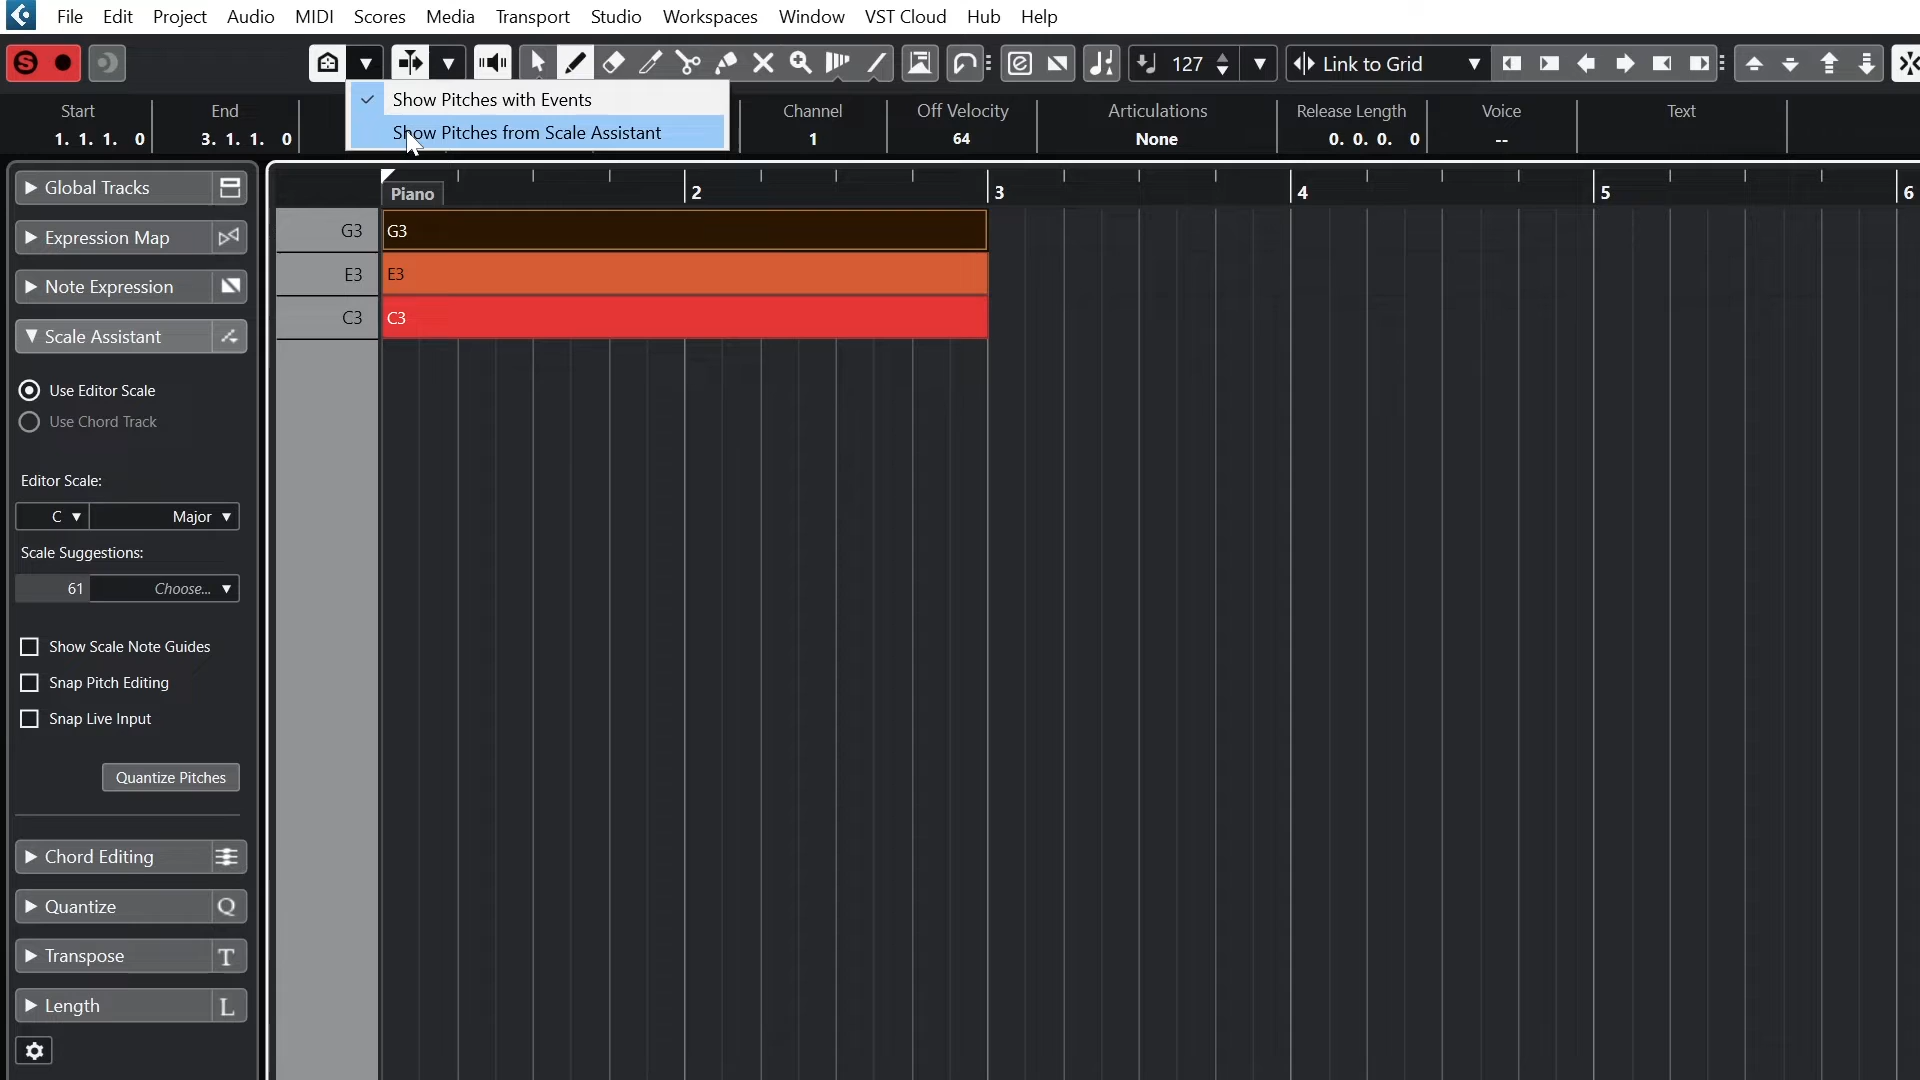 File Edit Project Audio MIDI Scores Media Transport Studio Workspaces Window VST Cloud Hub Help
S 127 Link to Grid
Show Pitches with Events
Show Pitches from Scale Assistant
Start End Channel Off Velocity Articulations Release Length Voice Text
1. 1. 1. 0 3. 1. 1. 0 1 64 None 0. 0. 0. 0 --
Global Tracks
Expression Map
Note Expression
Scale Assistant
Use Editor Scale
Use Chord Track
Editor Scale:
C Major
Scale Suggestions:
61 Choose...
Show Scale Note Guides
Snap Pitch Editing
Snap Live Input
Quantize Pitches
Chord Editing
Quantize Q
Transpose T
Length L
Piano 2 3 4 5 6
G3 G3
E3 E3
C3 C3